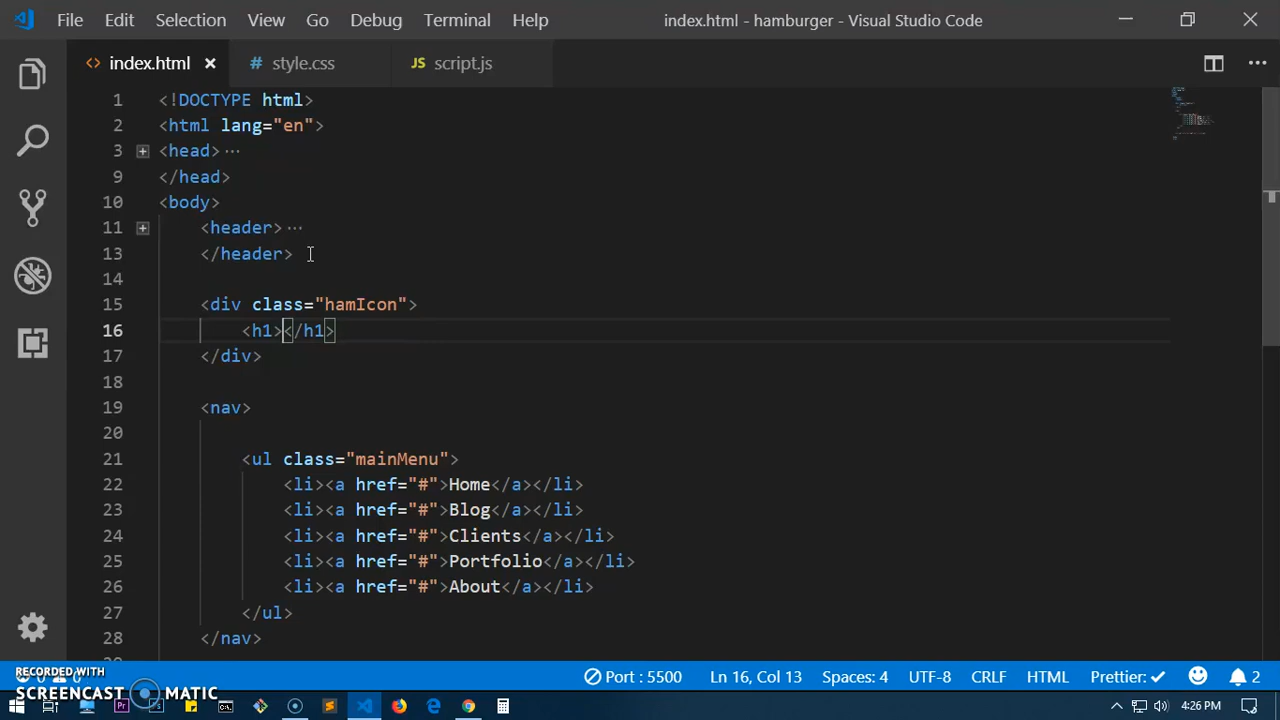 File Edit Selection View Go Debug Terminal Help index.html - hamburger - Visual Studio Code
index.html style.css JS script.js
1 <!DOCTYPE html>
2 <html lang="en">
3 <head>
9 </head>
10 <body>
11 <header>
13 </header>
14
15 <div class="hamIcon">
16 <h1></h1>
17 </div>
18
19 <nav>
20
21 <ul class="mainMenu">
22 <li><a href="#">Home</a></li>
23 <li><a href="#">Blog</a></li>
24 <li><a href="#">Clients</a></li>
25 <li><a href="#">Portfolio</a></li>
26 <li><a href="#">About</a></li>
27 </ul>
28 </nav>
Port : 5500 Ln 16, Col 13 Spaces: 4 UTF-8 CRLF HTML Prettier: 2
RECORDED WITH
SCREENCAST MATIC
4:26 PM